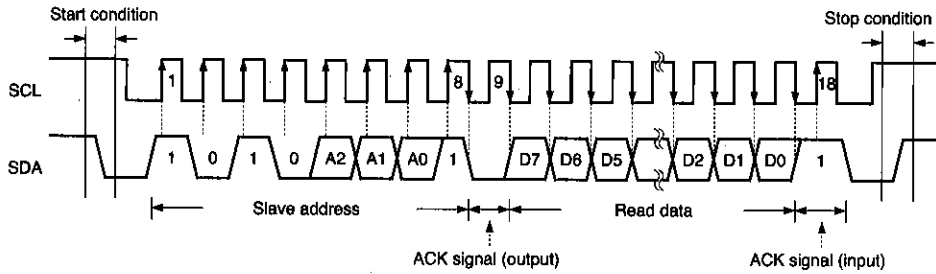 Start condition
Stop condition
SCL
1
8
9
18
SDA
1 0 1 0 A2 A1 A0 1 D7 D6 D5 D2 D1 D0 1
Slave address
Read data
ACK signal (output)
ACK signal (input)